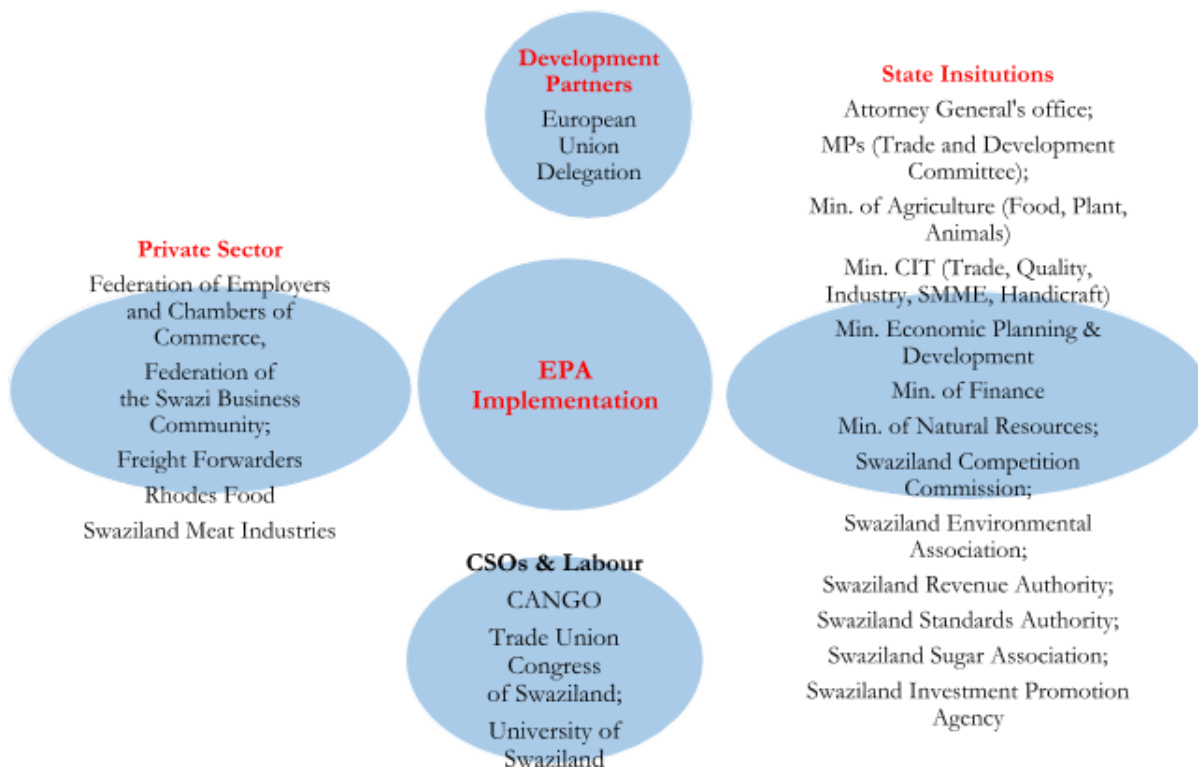 Development
Partners
European
Union
Delegation
State Insitutions
Attorney General's office;
MPs (Trade and Development
Committee);
Min. of Agriculture (Food, Plant,
Animals)
Min. CIT (Trade, Quality,
Industry, SMME, Handicraft)
Min. Economic Planning &
Development
Min. of Finance
Min. of Natural Resources;
Swaziland Competition
Commission;
Swaziland Environmental
Association;
Swaziland Revenue Authority;
Swaziland Standards Authority;
Swaziland Sugar Association;
Swaziland Investment Promotion
Agency
Private Sector
Federation of Employers
and Chambers of
Commerce,
Federation of
the Swazi Business
Community;
Freight Forwarders
Rhodes Food
Swaziland Meat Industries
EPA
Implementation
CSOs & Labour
CANGO
Trade Union
Congress
of Swaziland;
University of
Swaziland